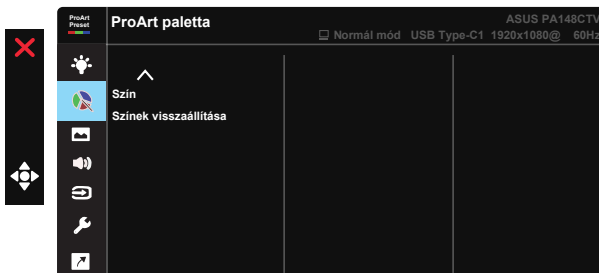 ProArt
Preset
ProArt paletta
ASUS PA148CTV
Normál mód USB Type-C1 1920x1080@ 60Hz
Szín
Színek visszaállítása